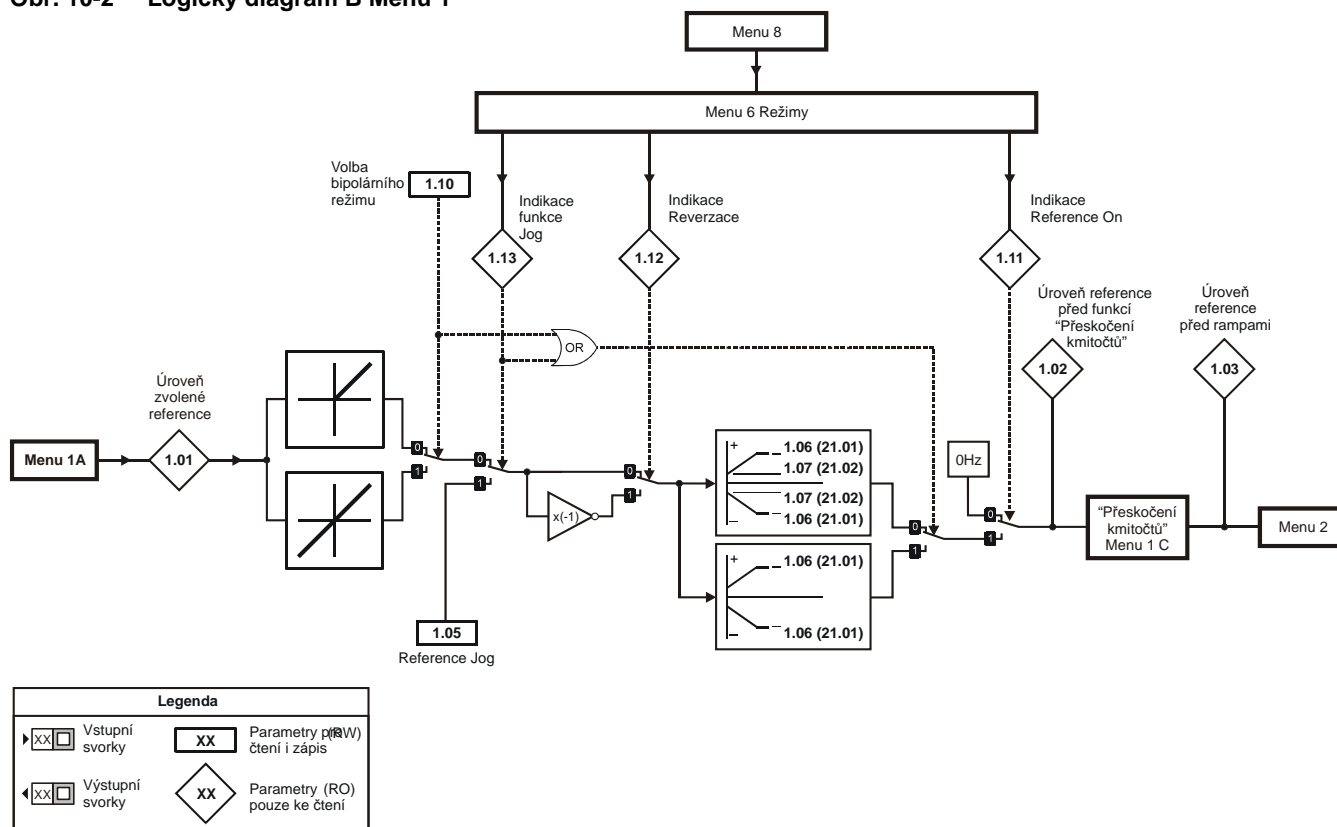 Obr. 10-2 Logický diagram B Menu 1
Menu 8
Menu 6 Režimy
Volba
bipolárního
režimu
1.10
Indikace
funkce
Jog
1.13
Indikace
Reverzace
1.12
Indikace
Reference On
1.11
Úroveň reference
před funkcí
“Přeskočení
kmitočtů”
1.02
Úroveň
reference
před rampami
1.03
OR
Úroveň
zvolené
reference
Menu 1A
1.01
0
1
0
1
x(-1)
0
1
+
1.06 (21.01)
1.07 (21.02)
1.07 (21.02)
1.06 (21.01)
–
+
1.06 (21.01)
1.06 (21.01)
–
0
1
0Hz
0
1
“Přeskočení
kmitočtů”
Menu 1 C
Menu 2
1.05
Reference Jog
Legenda
XX
Vstupní
svorky
XX
Parametry pro (RW)
čtení i zápis
XX
Výstupní
svorky
XX
Parametry (RO)
pouze ke čtení